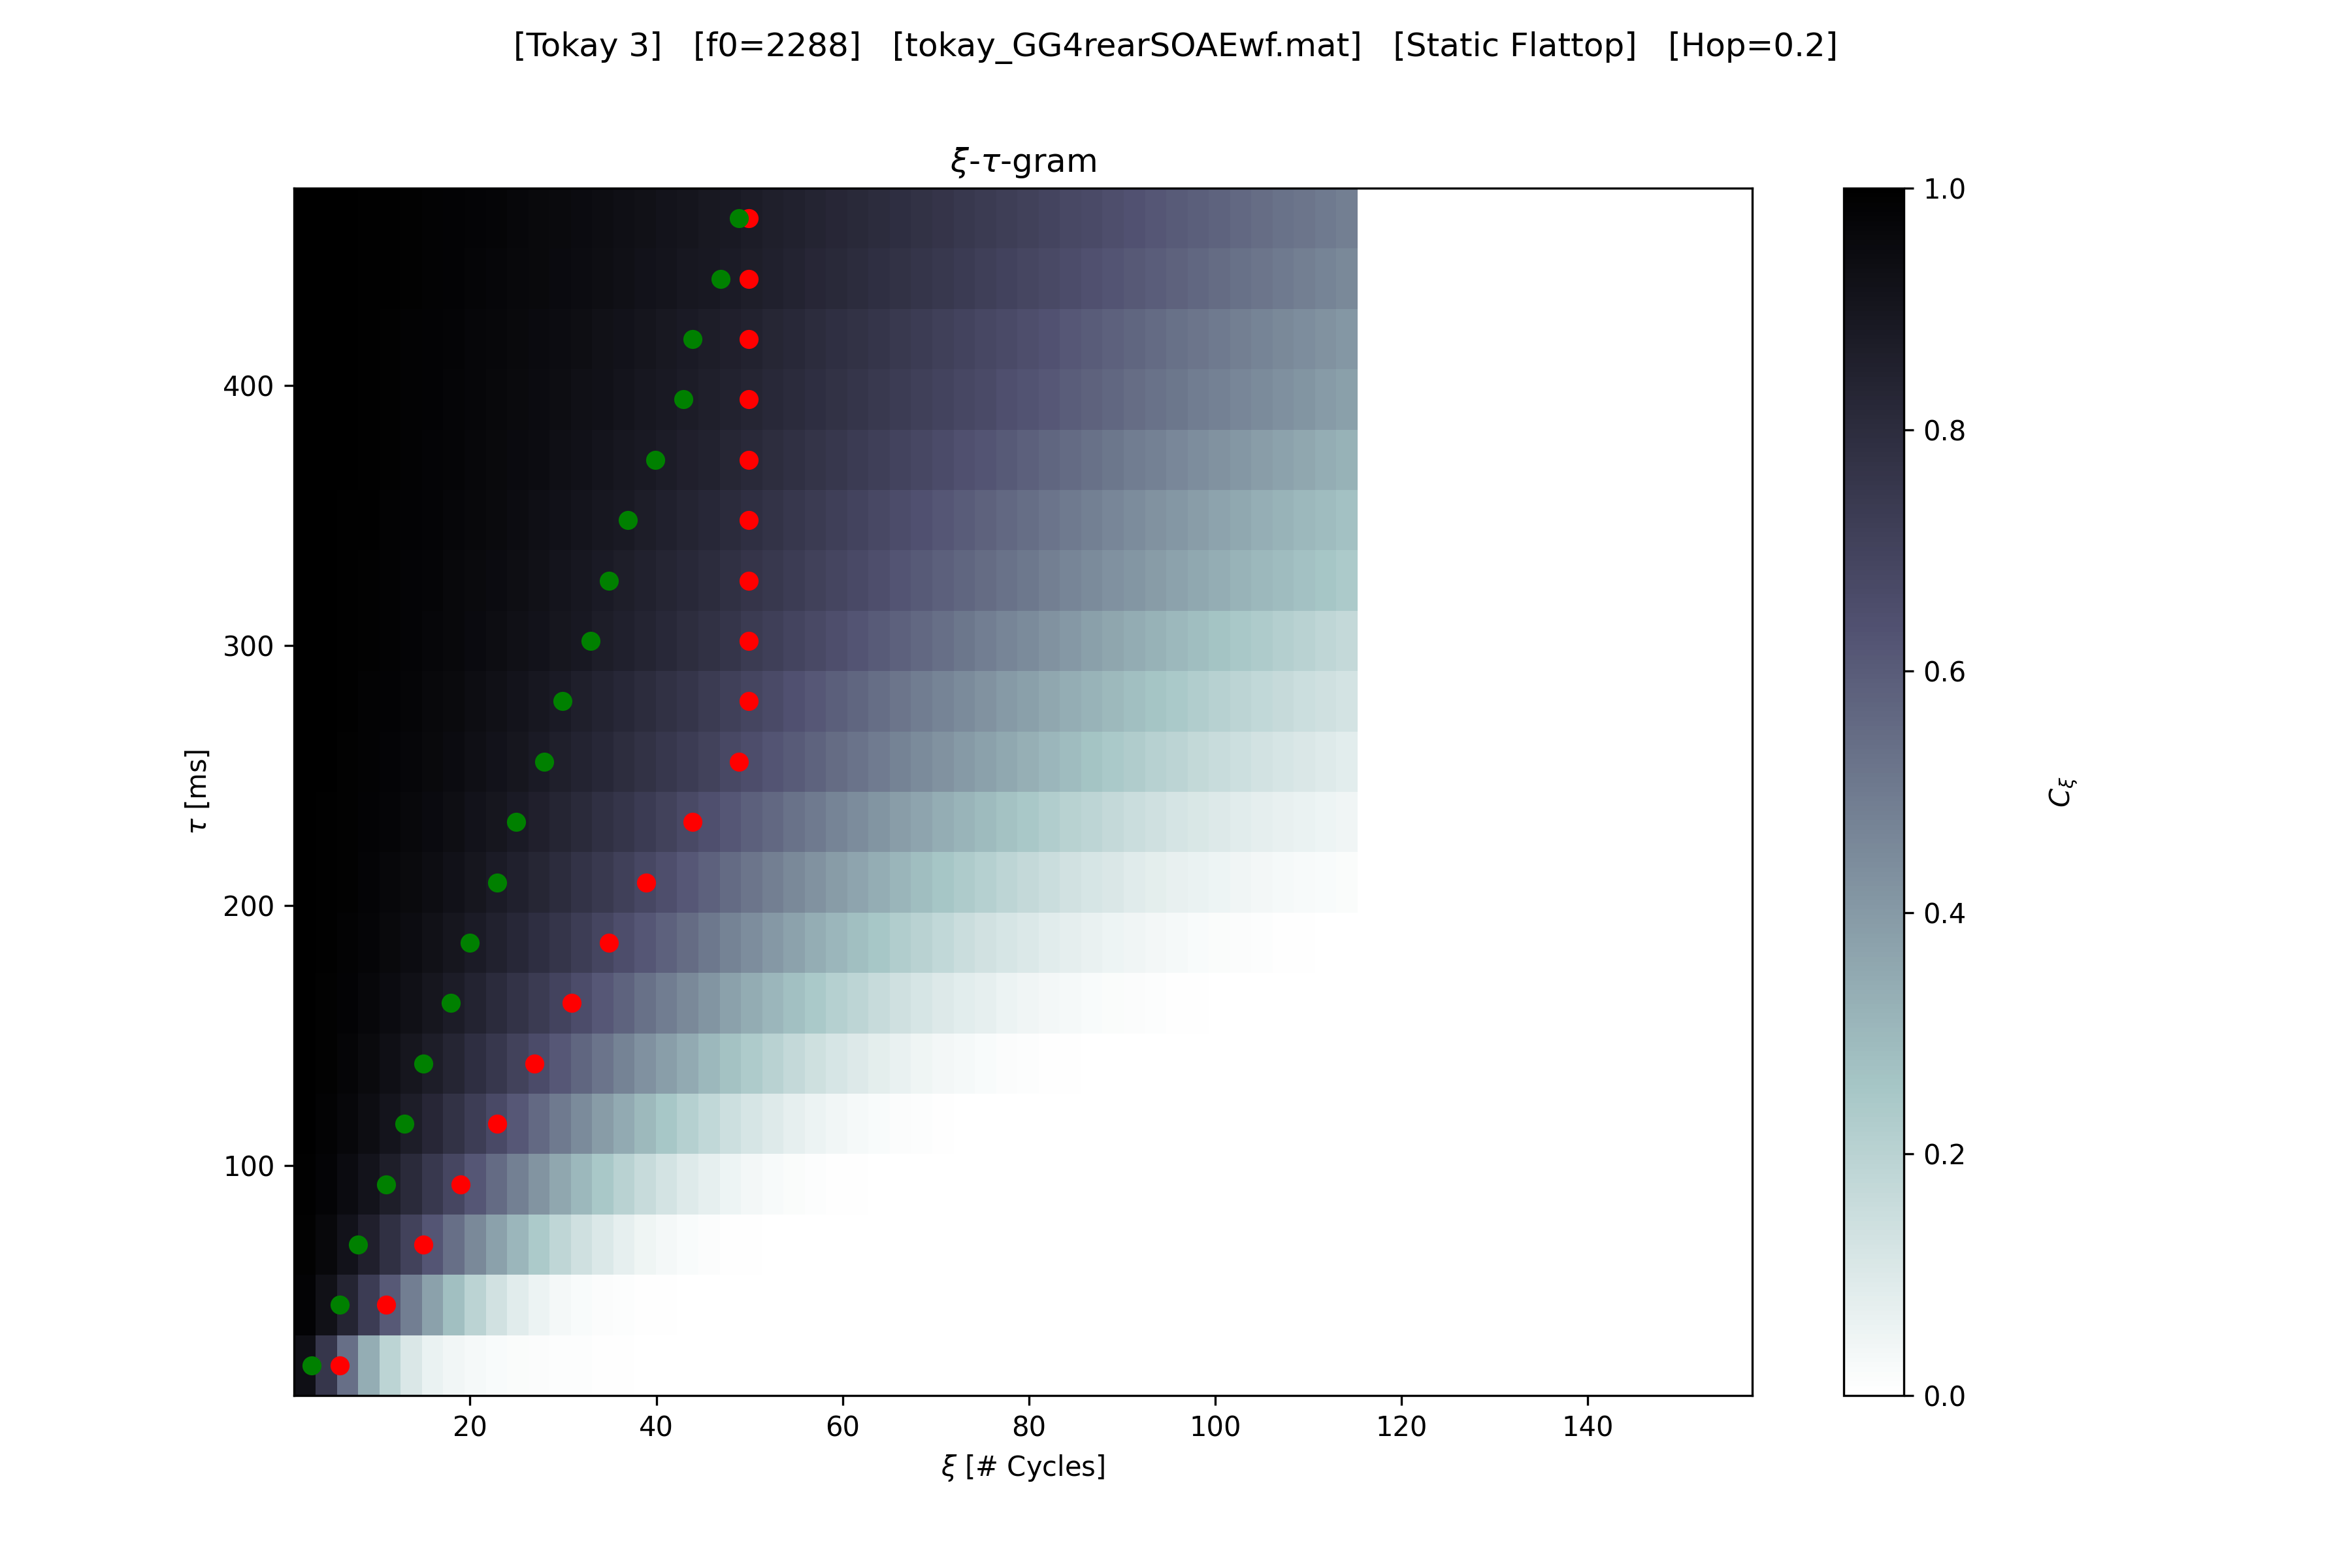 [Tokay 3]   [f0=2288]   [tokay_GG4rearSOAEwf.mat]   [Static Flattop]   [Hop=0.2]
ξ-τ-gram
τ [ms]
400
300
200
100
20 40 60 80 100 120 140
ξ [# Cycles]
1.0
0.8
0.6
0.4
0.2
0.0
Cξ